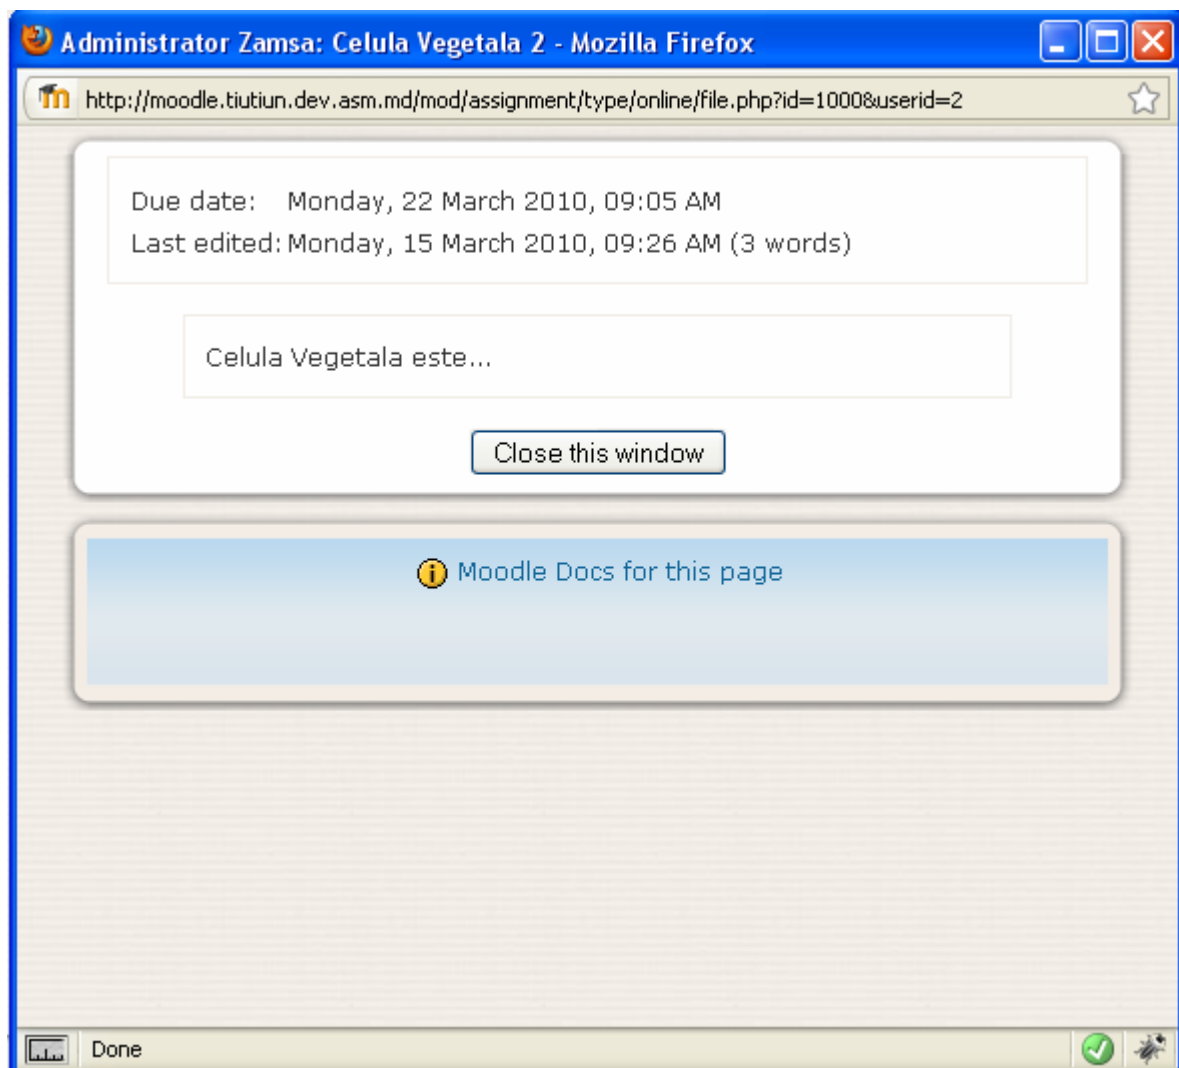 Administrator Zamsa: Celula Vegetala 2 - Mozilla Firefox
http://moodle.tiutiun.dev.asm.md/mod/assignment/type/online/file.php?id=1000&userid=2
Due date: Monday, 22 March 2010, 09:05 AM
Last edited: Monday, 15 March 2010, 09:26 AM (3 words)
Celula Vegetala este...
Close this window
Moodle Docs for this page
Done